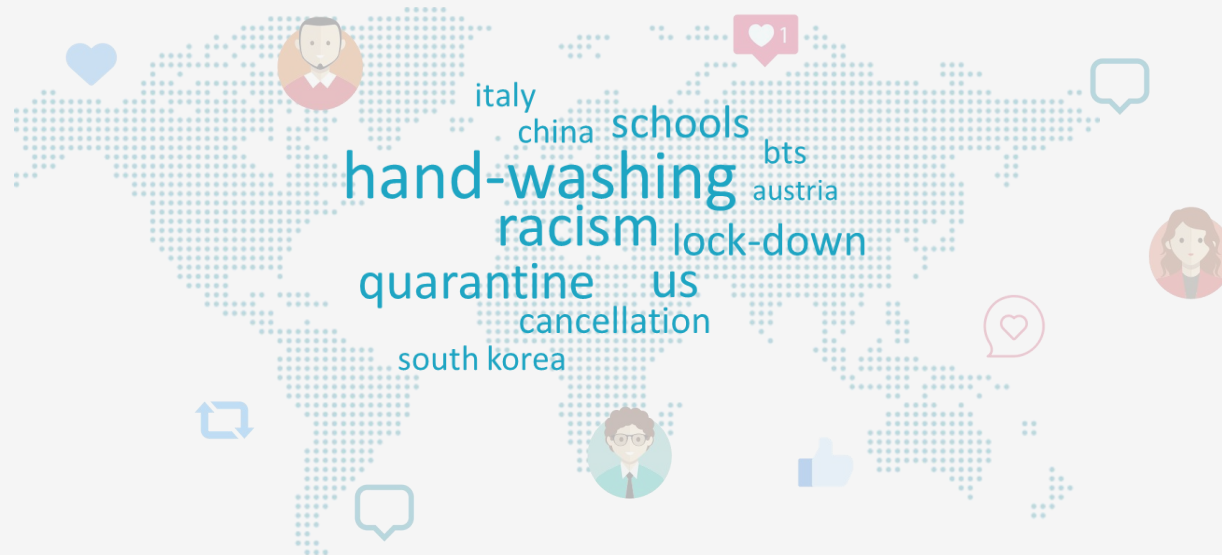 1
italy
china schools
bts
hand-washing
austria
racism
lock-down
quarantine us
cancellation
south korea